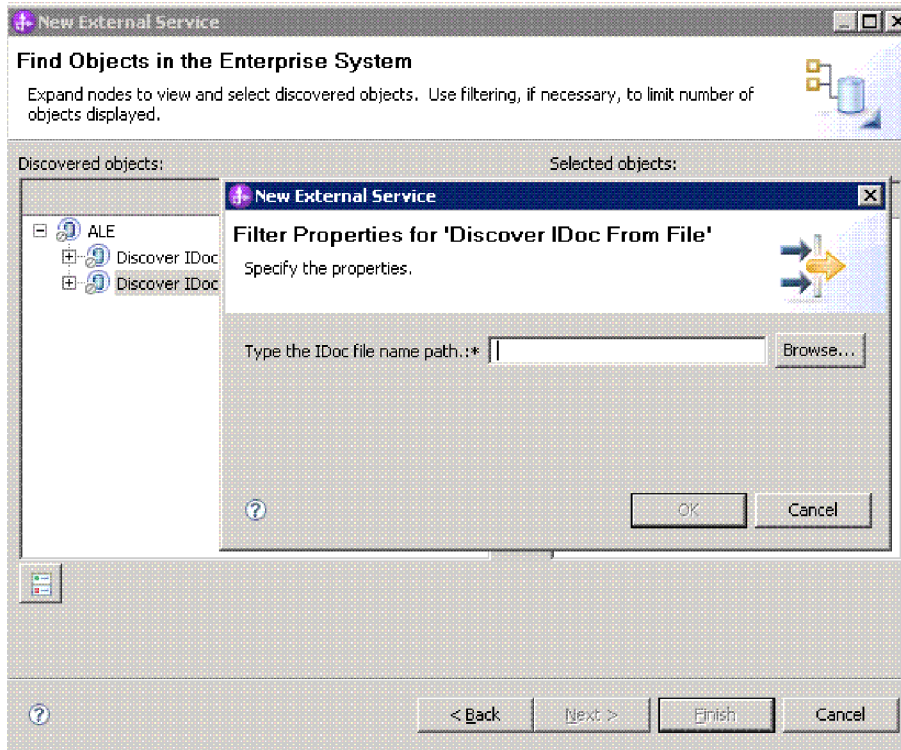 New External Service
Find Objects in the Enterprise System
Expand nodes to view and select discovered objects. Use filtering, if necessary, to limit number of
objects displayed.
Discovered objects:
Selected objects:
ALE
Discover IDoc
Discover IDoc
New External Service
Filter Properties for 'Discover IDoc From File'
Specify the properties.
Type the IDoc file name path.:*
Browse...
?
OK
Cancel
?
< Back
Next >
Finish
Cancel